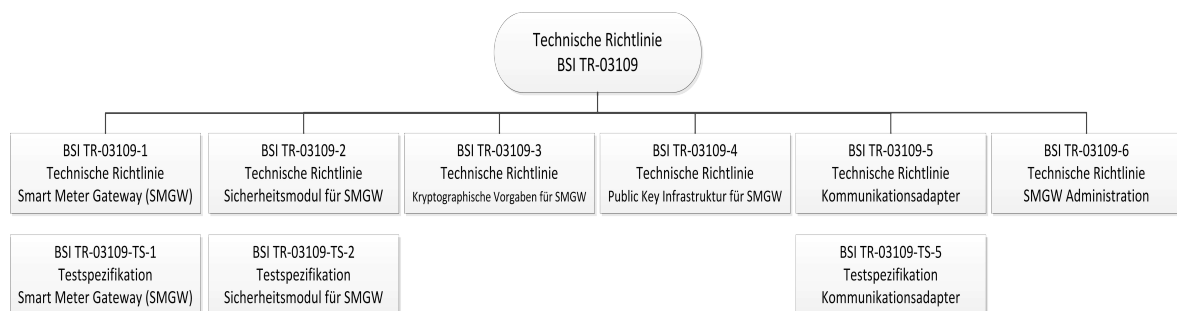 Technische Richtlinie
BSI TR-03109
BSI TR-03109-1
Technische Richtlinie
Smart Meter Gateway (SMGW)
BSI TR-03109-2
Technische Richtlinie
Sicherheitsmodul für SMGW
BSI TR-03109-3
Technische Richtlinie
Kryptographische Vorgaben für SMGW
BSI TR-03109-4
Technische Richtlinie
Public Key Infrastruktur für SMGW
BSI TR-03109-5
Technische Richtlinie
Kommunikationsadapter
BSI TR-03109-6
Technische Richtlinie
SMGW Administration
BSI TR-03109-TS-1
Testspezifikation
Smart Meter Gateway (SMGW)
BSI TR-03109-TS-2
Testspezifikation
Sicherheitsmodul für SMGW
BSI TR-03109-TS-5
Testspezifikation
Kommunikationsadapter